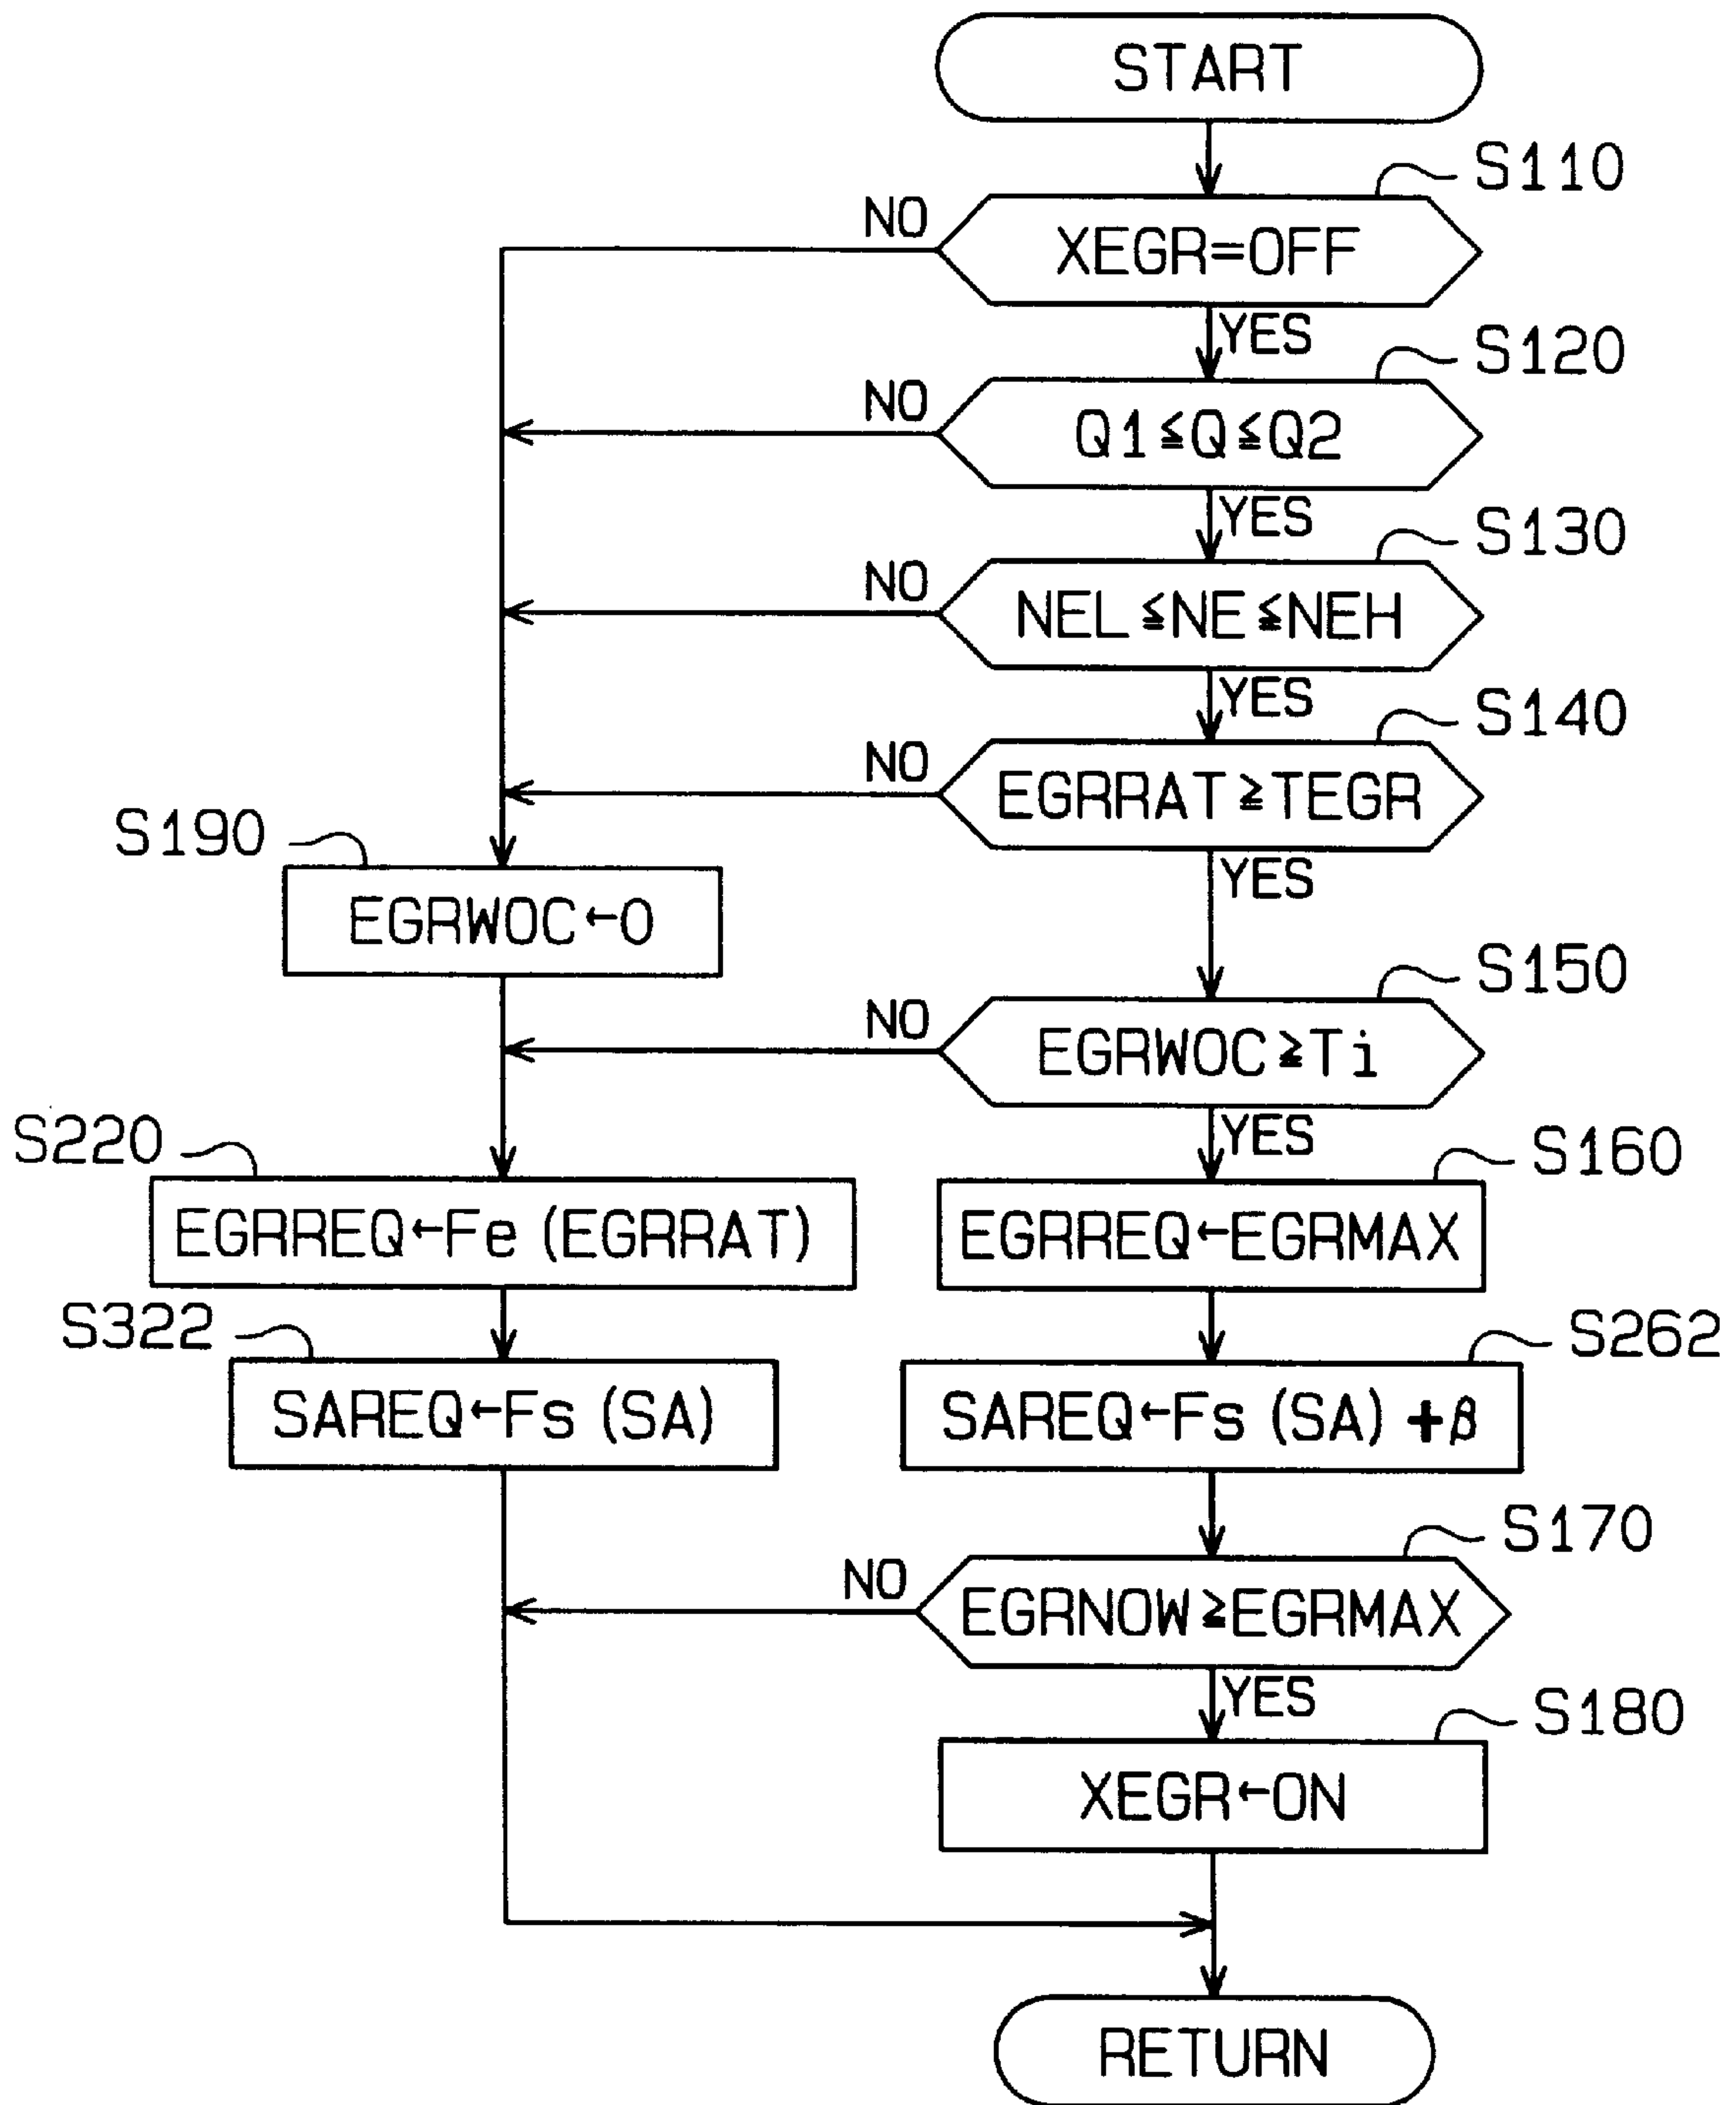 START
S110
NO
XEGR=OFF
YES
S120
NO
Q1≦Q≦Q2
YES
S130
NO
NEL≦NE≦NEH
YES
S140
NO
EGRRAT≧TEGR
YES
S190
EGRWOC←0
S150
NO
EGRWOC≧Ti
YES
S220
S160
EGRREQ←Fe (EGRRAT)
EGRREQ←EGRMAX
S322
S262
SAREQ←Fs (SA)
SAREQ←Fs (SA) +β
S170
NO
EGRNOW≧EGRMAX
YES
S180
XEGR←ON
RETURN